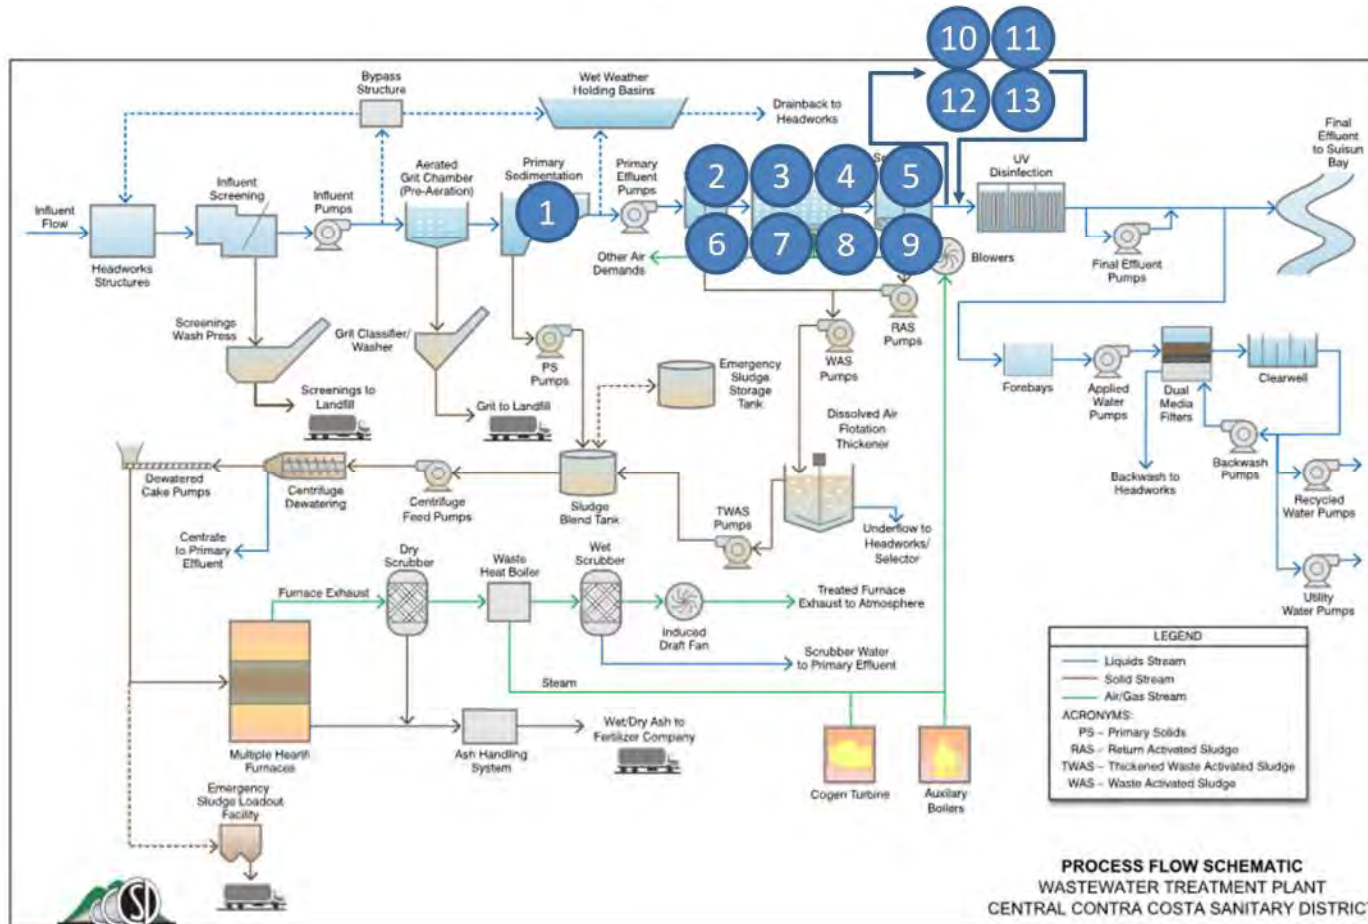 10
11
12
13
Bypass
Structure
Wet Weather
Holding Basins
Drainback to
Headworks
Final
Effluent
to Suisun
Bay
Influent
Flow
Headworks
Structures
Influent
Screening
Influent
Pumps
Aerated
Grit Chamber
(Pre-Aeration)
Primary
Sedimentation
1
Primary
Effluent
Pumps
2
3
4
5
6
7
8
9
UV
Disinfection
Other Air
Demands
Blowers
Final Effluent
Pumps
Screenings
Wash Press
Grit Classifier/
Washer
PS
Pumps
RAS
Pumps
WAS
Pumps
Emergency
Sludge
Storage
Tank
Screenings to
Landfill
Grit to Landfill
Dissolved Air
Flotation
Thickener
Forebays
Applied
Water
Pumps
Dual
Media
Filters
Clearwell
Backwash
Pumps
Backwash to
Headworks
Recycled
Water Pumps
Utility
Water Pumps
Dewatered
Cake Pumps
Centrifuge
Dewatering
Centrifuge
Feed Pumps
Sludge
Blend Tank
TWAS
Pumps
Underflow to
Headworks/
Selector
Centrate
to Primary
Effluent
Dry
Scrubber
Waste
Heat Boiler
Wet
Scrubber
Furnace Exhaust
Induced
Draft Fan
Treated Furnace
Exhaust to Atmosphere
Scrubber Water
to Primary Effluent
Steam
Multiple Hearth
Furnaces
Ash Handling
System
Wet/Dry Ash to
Fertilizer Company
Cogen Turbine
Auxilary
Boilers
Emergency
Sludge Loadout
Facility
LEGEND
Liquids Stream
Solid Stream
Air/Gas Stream
ACRONYMS:
PS – Primary Solids
RAS – Return Activated Sludge
TWAS – Thickened Waste Activated Sludge
WAS – Waste Activated Sludge
PROCESS FLOW SCHEMATIC
WASTEWATER TREATMENT PLANT
CENTRAL CONTRA COSTA SANITARY DISTRIC